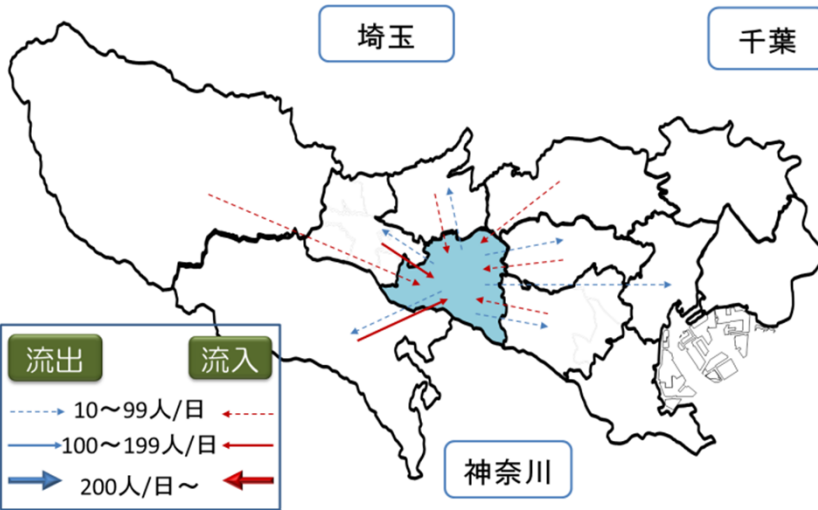 埼玉
千葉
流出 流入
10～99人/日
100～199人/日
200人/日～
神奈川